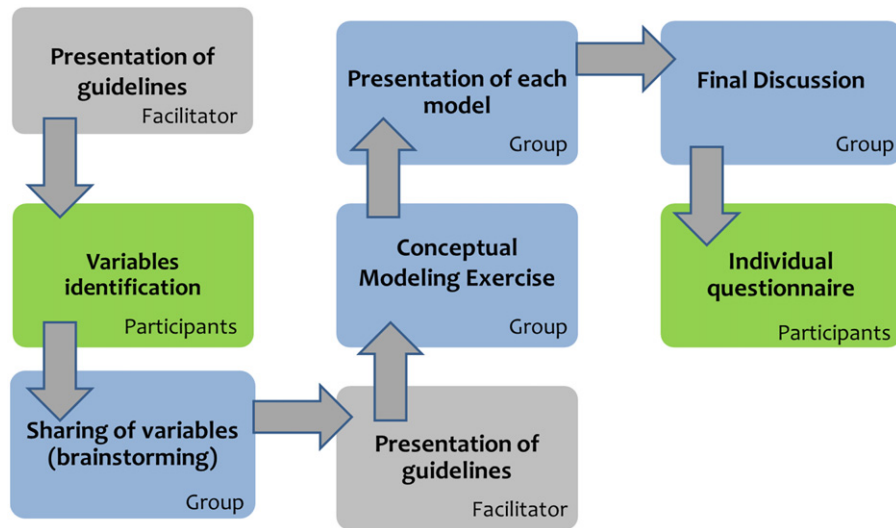 Presentation of
guidelines
Facilitator
Variables
identification
Participants
Sharing of variables
(brainstorming)
Group
Presentation of
guidelines
Facilitator
Conceptual
Modeling Exercise
Group
Presentation of each
model
Group
Final Discussion
Group
Individual
questionnaire
Participants